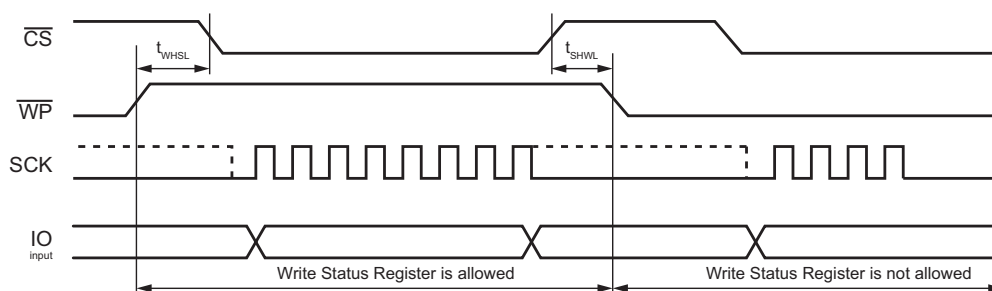 CS
tWHSL
tSHWL
WP
SCK
IO
input
Write Status Register is allowed
Write Status Register is not allowed